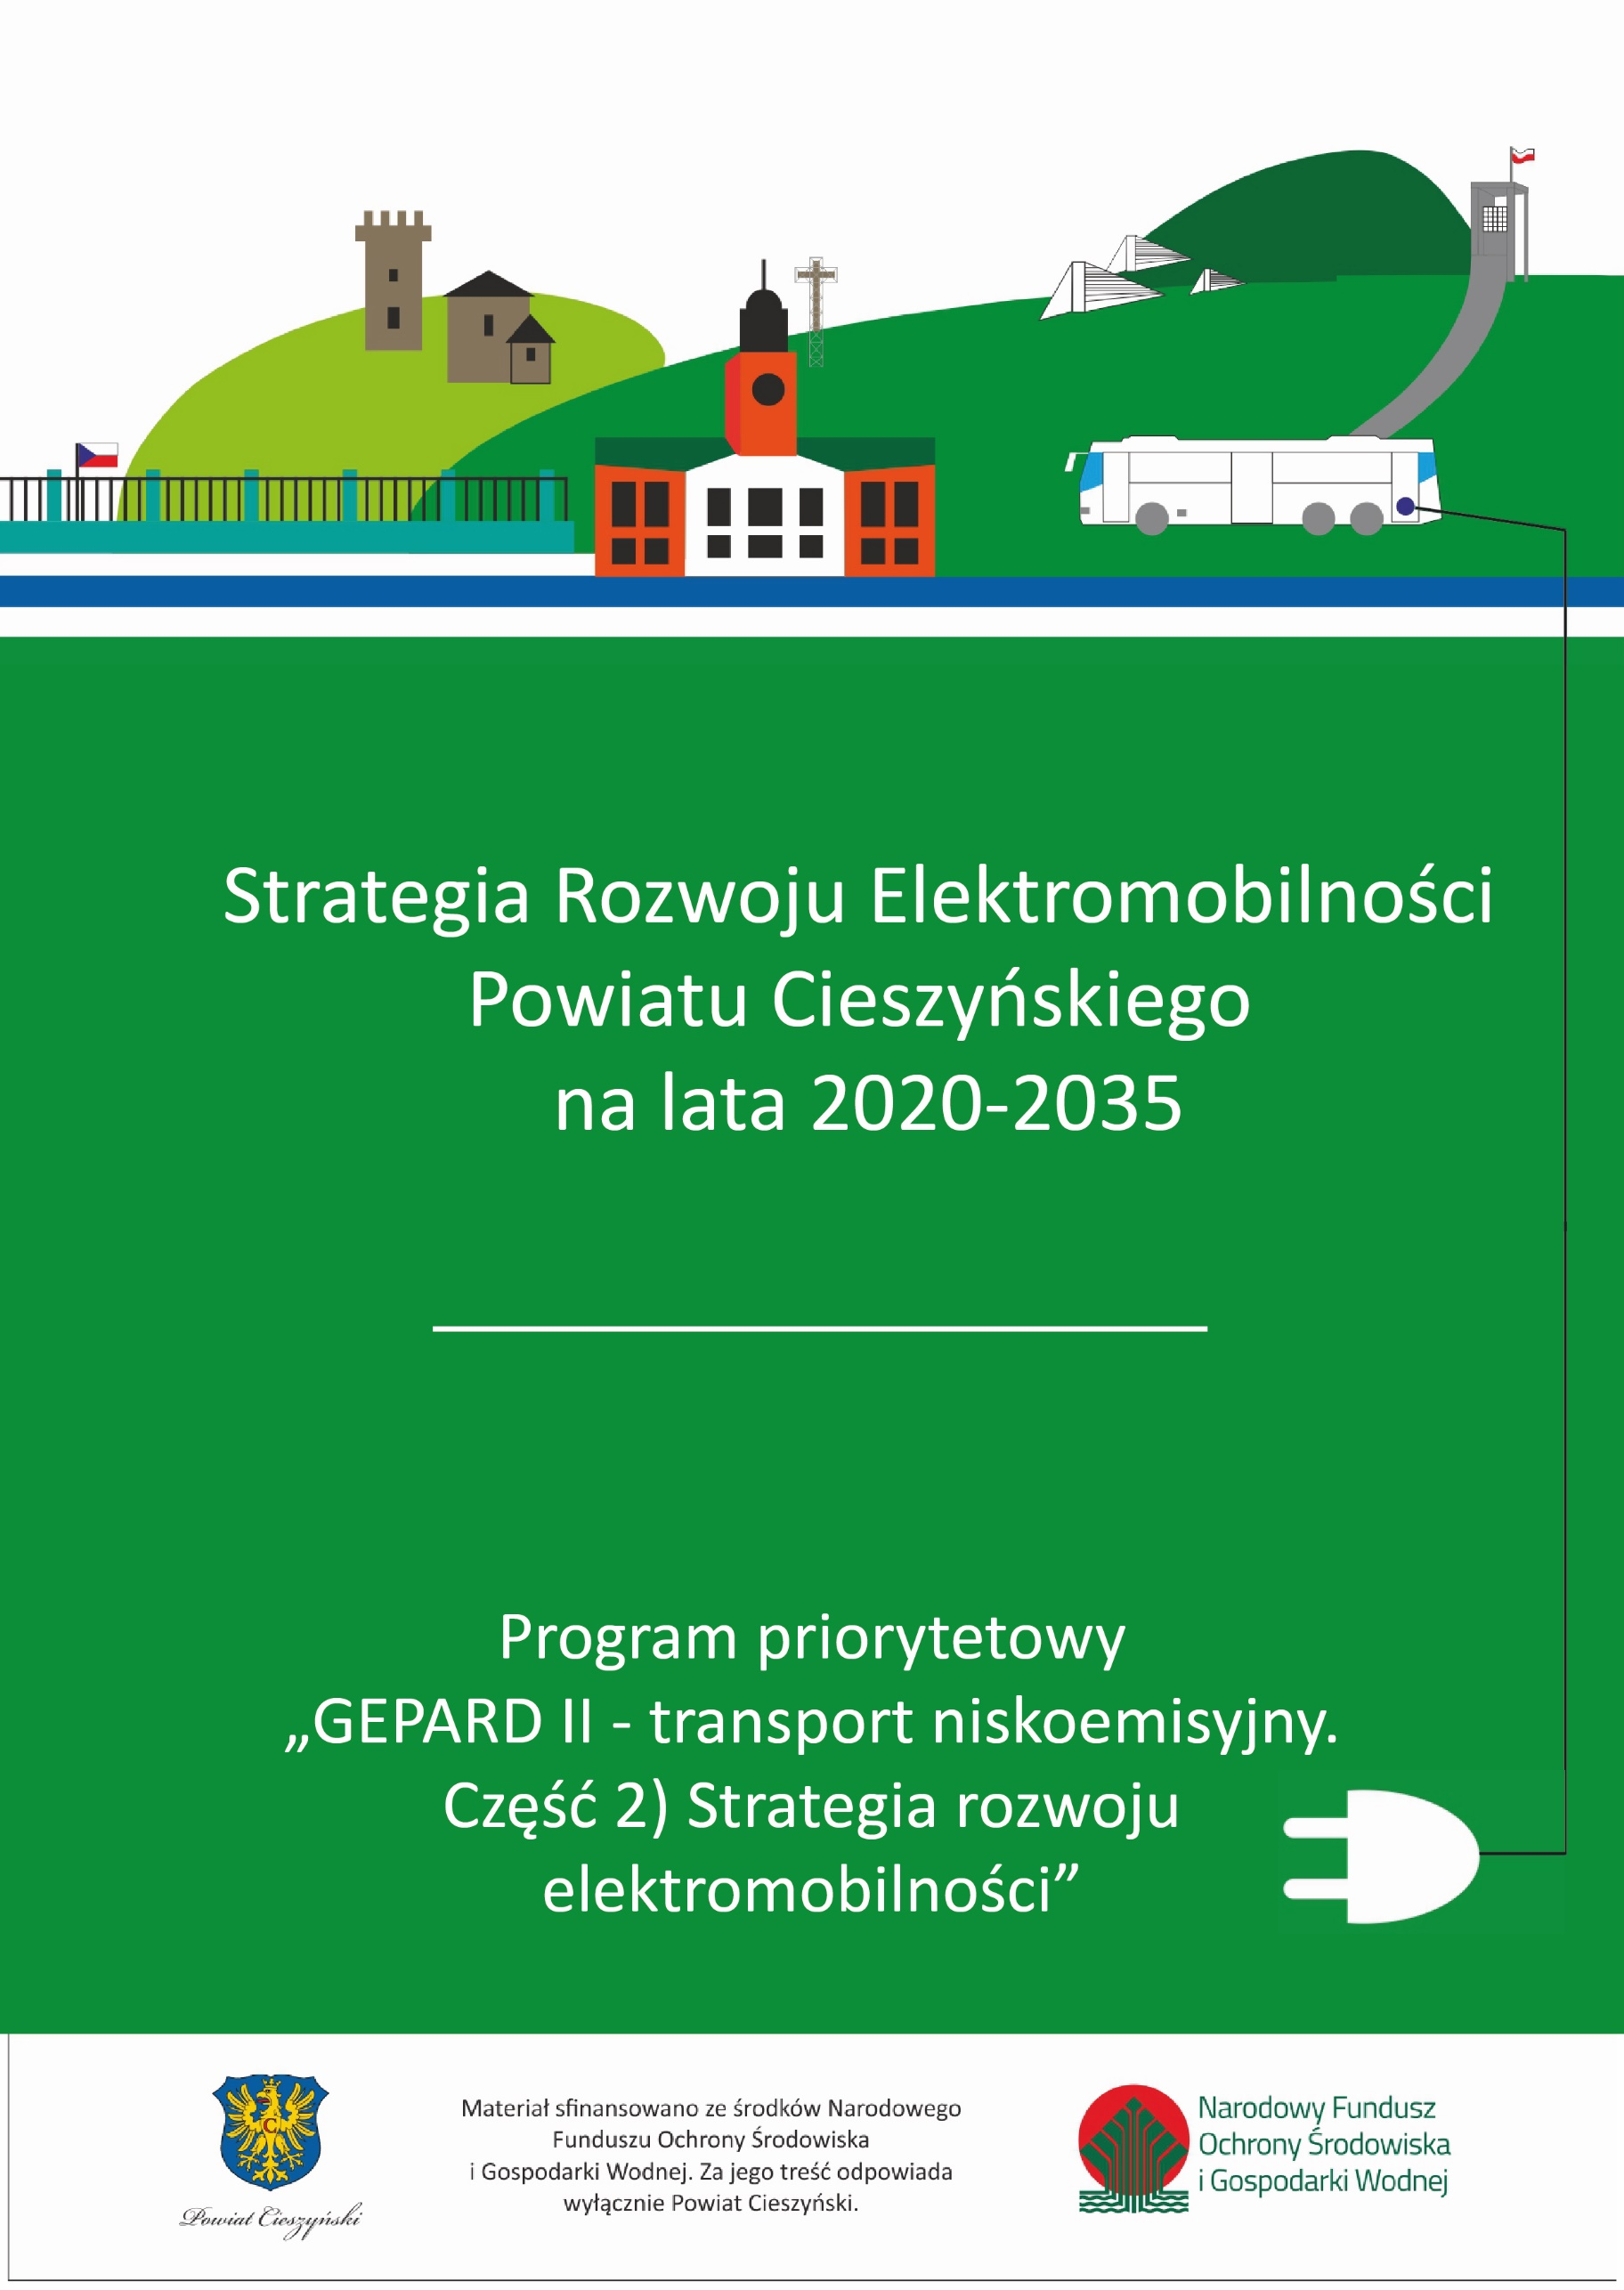 Strategia Rozwoju Elektromobilności
Powiatu Cieszyńskiego
na lata 2020-2035
Program priorytetowy
„GEPARD II - transport niskoemisyjny.
Część 2) Strategia rozwoju
elektromobilności”
C
Powiat Cieszyński
Materiał sfinansowano ze środków Narodowego
Funduszu Ochrony Środowiska
i Gospodarki Wodnej. Za jego treść odpowiada
wyłącznie Powiat Cieszyński.
Narodowy Fundusz
Ochrony Środowiska
i Gospodarki Wodnej